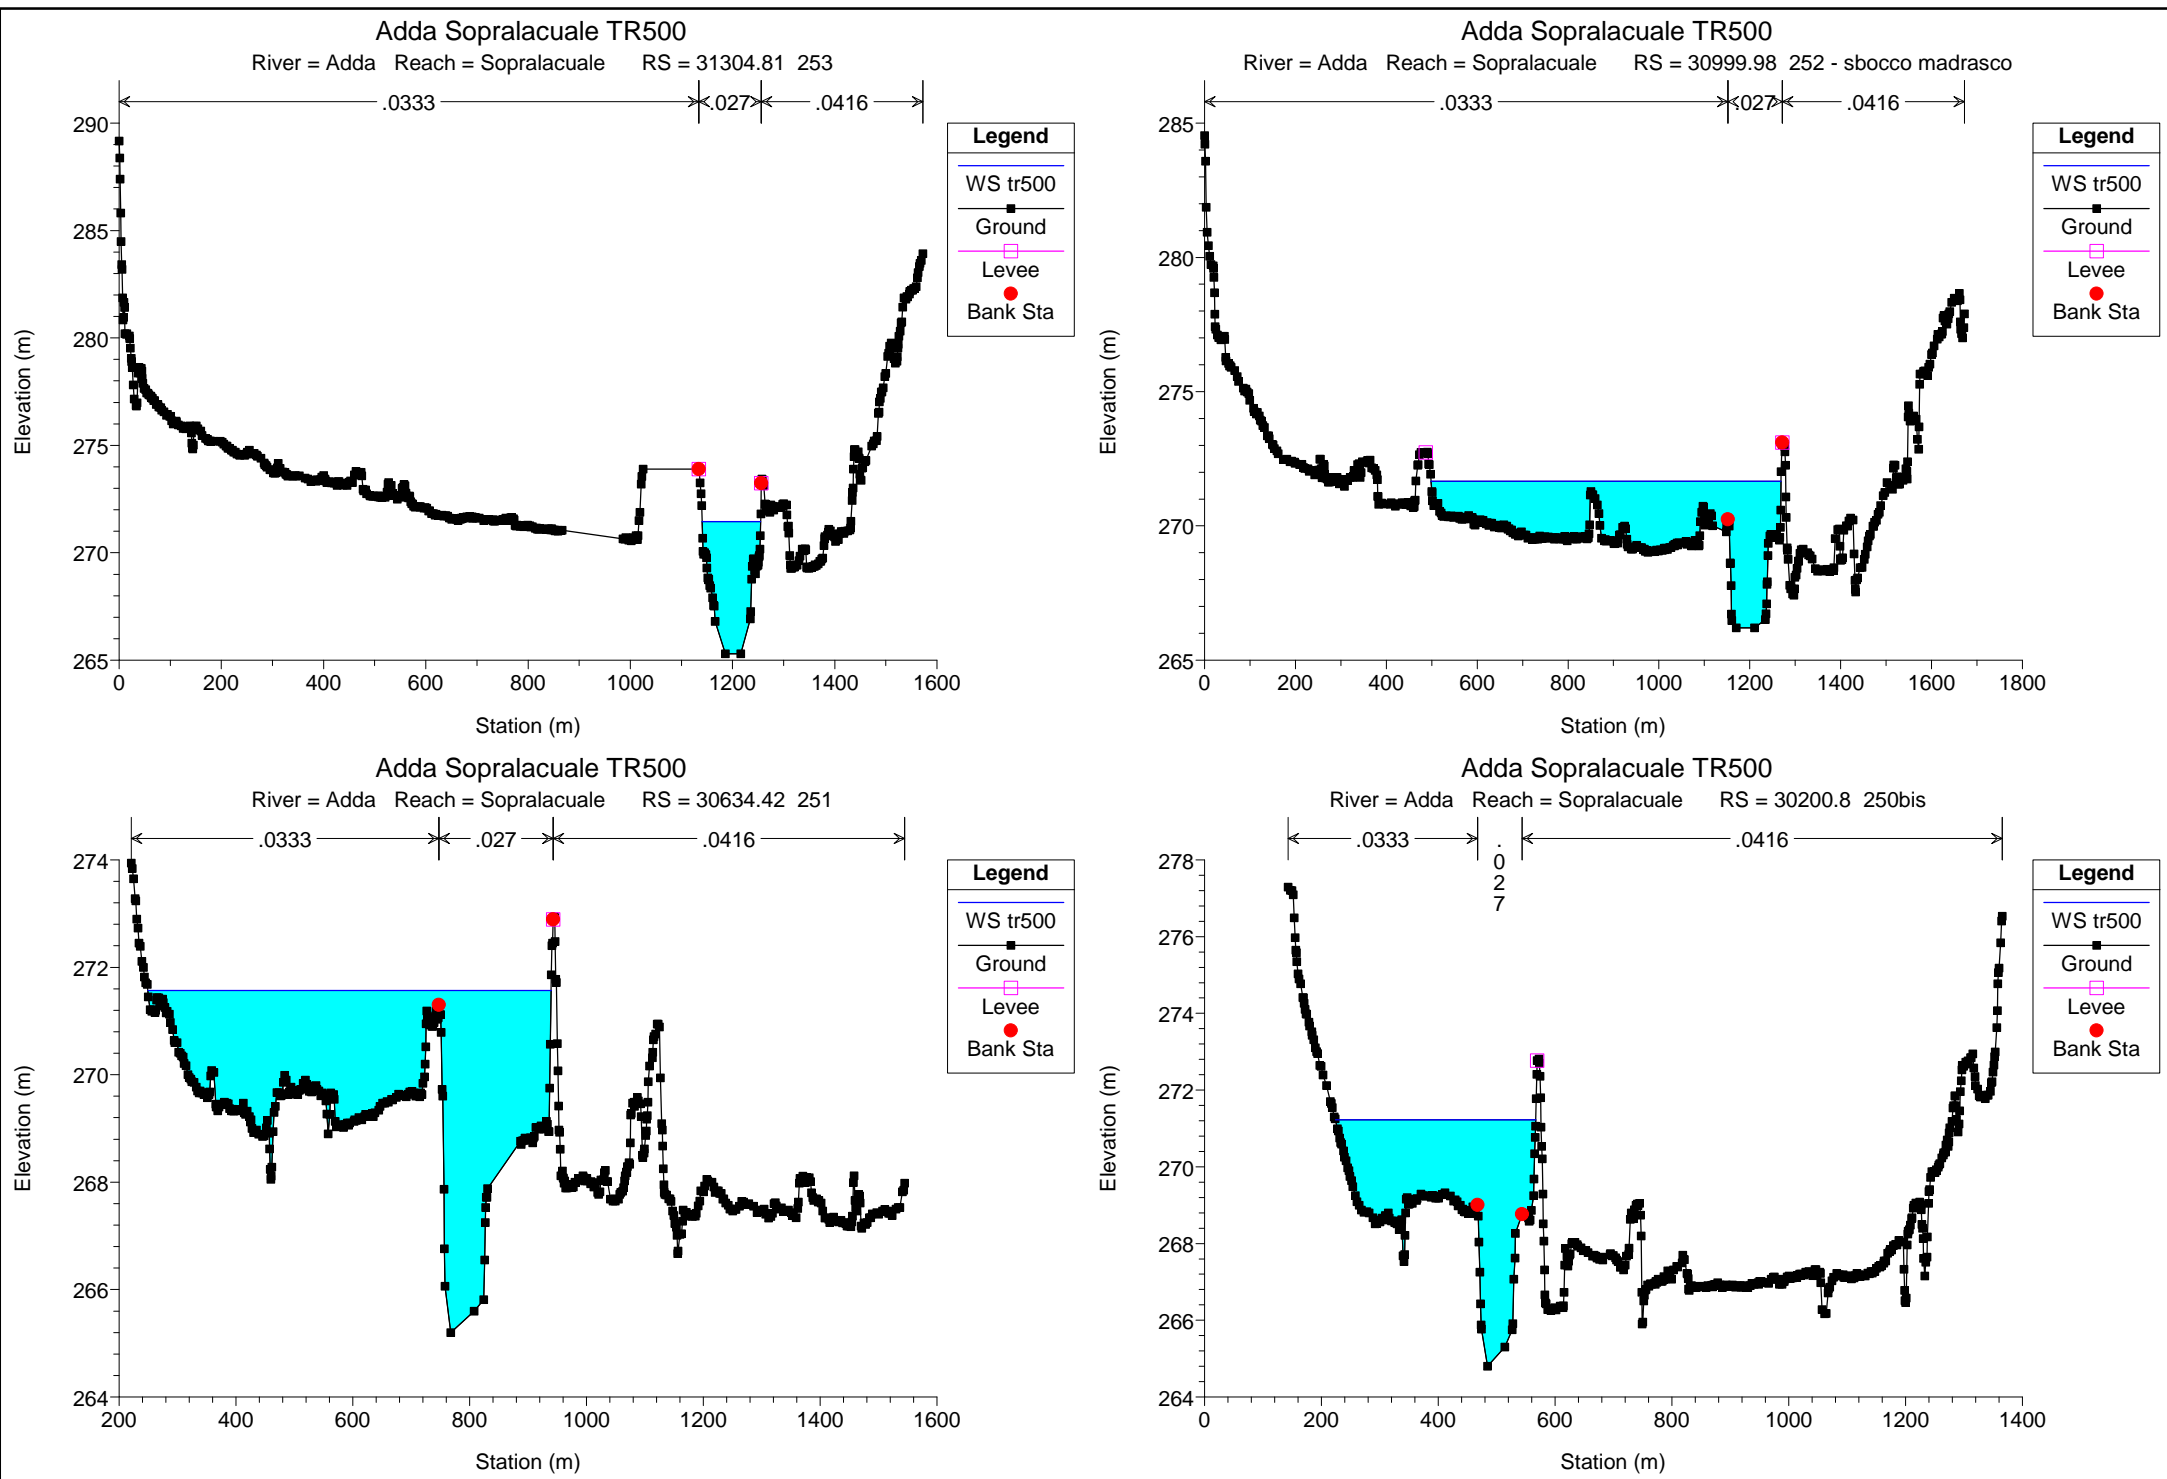 Adda Sopralacuale TR500
River = Adda Reach = Sopralacuale RS = 31304.81 253
.0333 .027 .0416
290
285
280
275
270
265
0 200 400 600 800 1000 1200 1400 1600
Elevation (m)
Station (m)
Legend
WS tr500
Ground
Levee
Bank Sta
Adda Sopralacuale TR500
River = Adda Reach = Sopralacuale RS = 30999.98 252 - sbocco madrasco
.0333 .027 .0416
285
280
275
270
265
0 200 400 600 800 1000 1200 1400 1600 1800
Elevation (m)
Station (m)
Legend
WS tr500
Ground
Levee
Bank Sta
Adda Sopralacuale TR500
River = Adda Reach = Sopralacuale RS = 30634.42 251
.0333 .027 .0416
274
272
270
268
266
264
200 400 600 800 1000 1200 1400 1600
Elevation (m)
Station (m)
Legend
WS tr500
Ground
Levee
Bank Sta
Adda Sopralacuale TR500
River = Adda Reach = Sopralacuale RS = 30200.8 250bis
.0333 .027 .0416
278
276
274
272
270
268
266
264
0 200 400 600 800 1000 1200 1400
Elevation (m)
Station (m)
Legend
WS tr500
Ground
Levee
Bank Sta